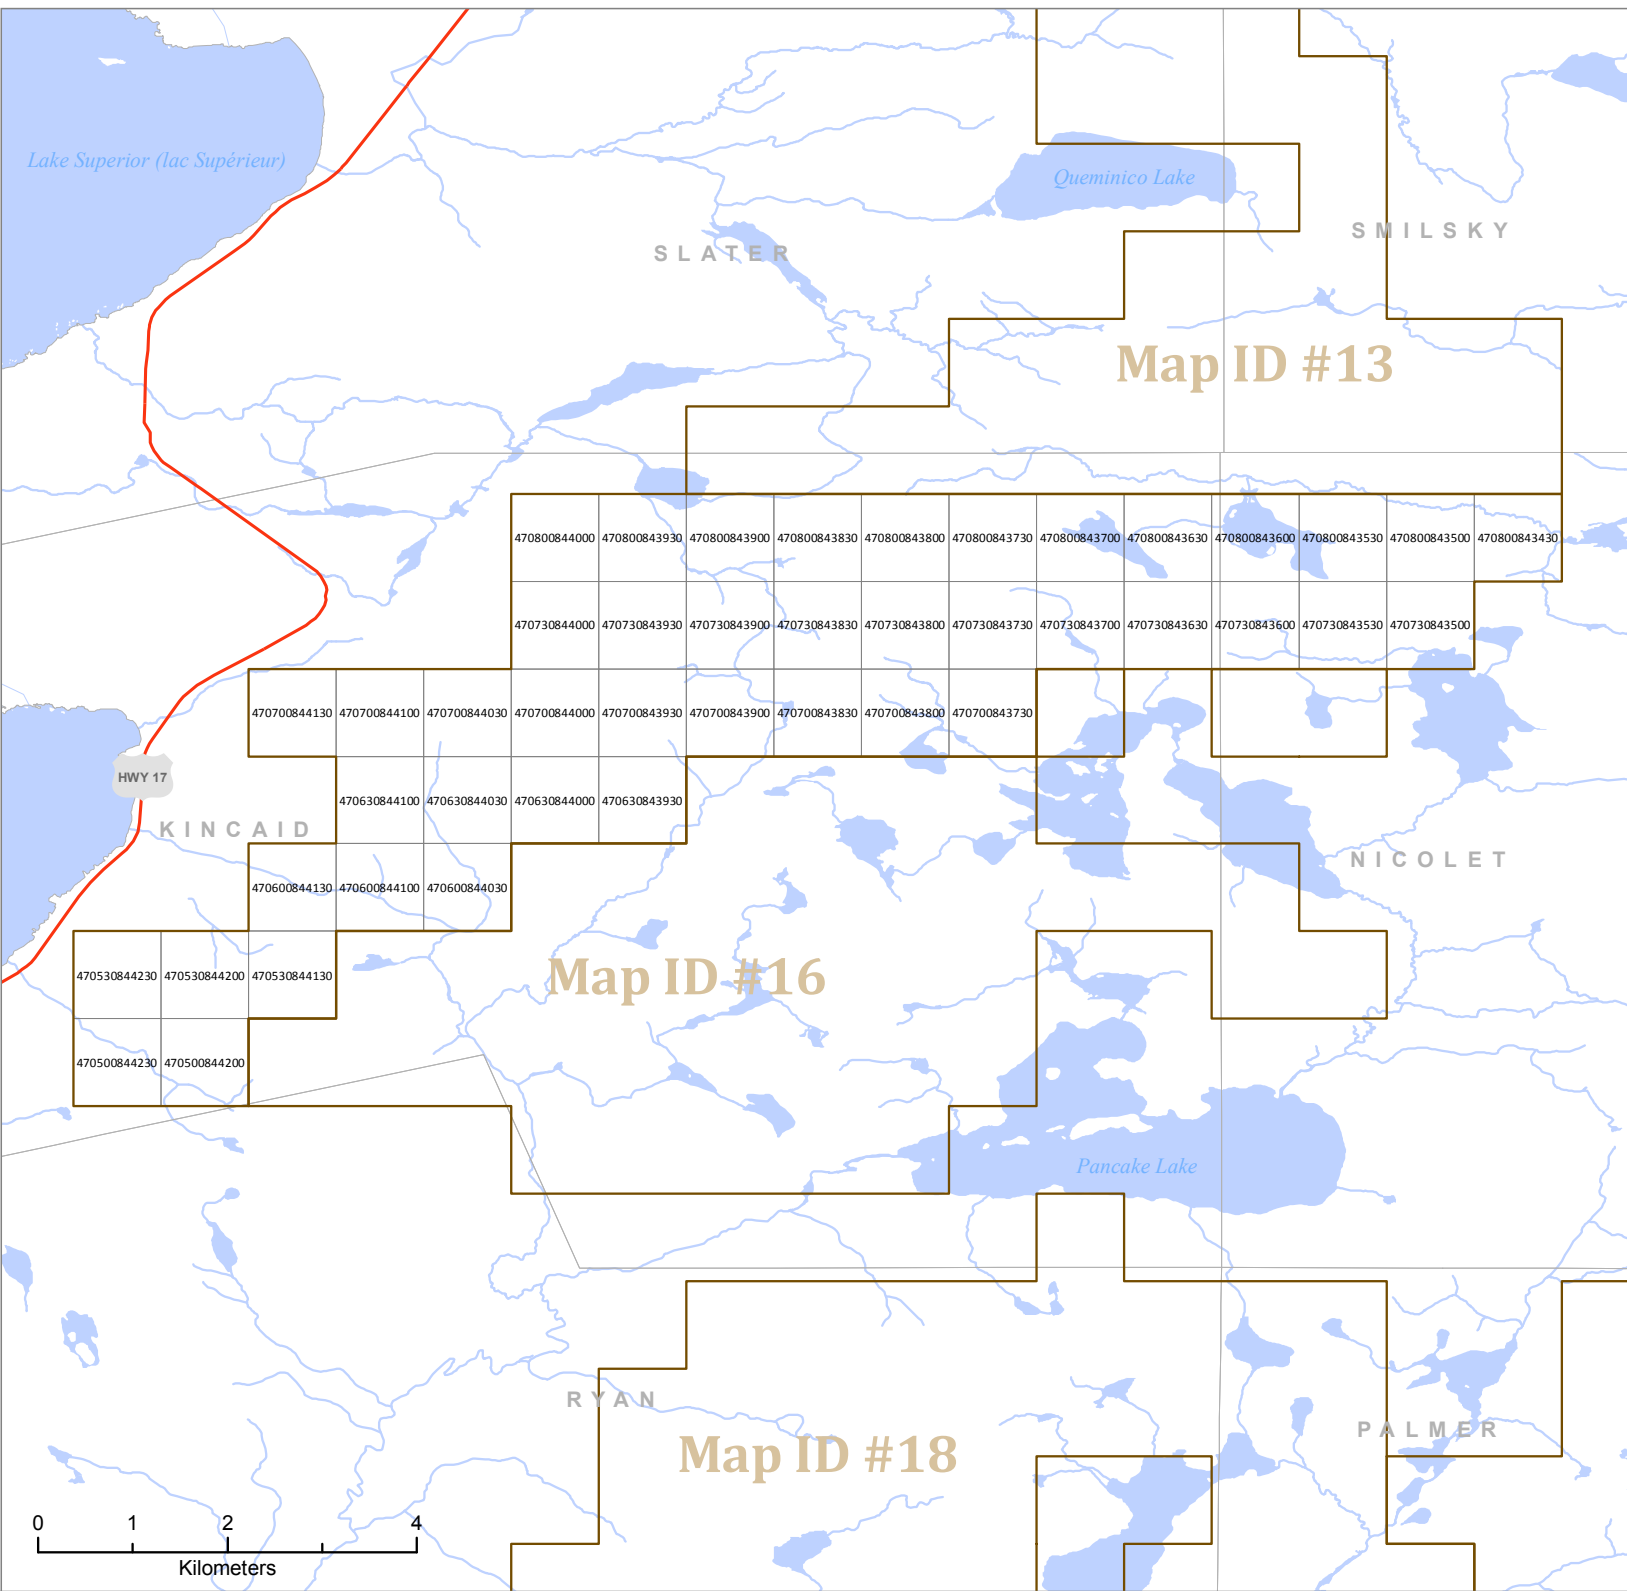 Lake Superior (lac Supérieur)
Queminico Lake
SMILSKY
SLATER
Map ID #13
470800844000 470800843930 470800843900 470800843830 470800843800 470800843730 470800843700 470800843630 470800843600 470800843530 470800843500 470800843430
470730844000 470730843930 470730843900 470730843830 470730843800 470730843730 470730843700 470730843630 470730843600 470730843530 470730843500
470700844130 470700844100 470700844030 470700844000 470700843930 470700843900 470700843830 470700843800 470700843730
HWY 17
470630844100 470630844030 470630844000 470630843930
KINCAID
NICOLET
470600844130 470600844100 470600844030
470530844230 470530844200 470530844130
Map ID #16
470500844230 470500844200
Pancake Lake
RYAN
PALMER
Map ID #18
0 1 2 4
Kilometers